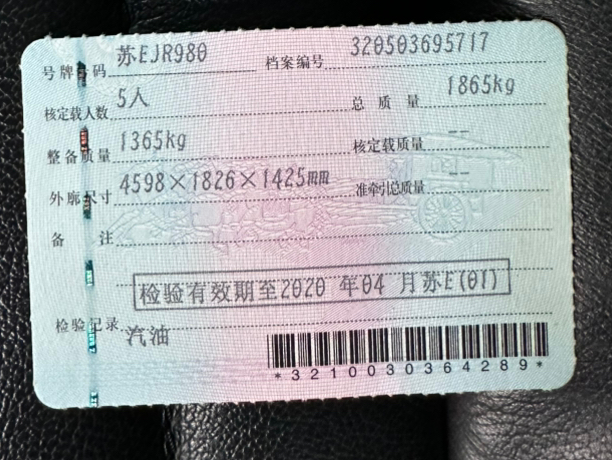 号牌号码 苏EJR980 档案编号 320503695717
核定载人数 5人 总质量 1865kg
整备质量 1365kg 核定载质量 --
外廓尺寸 4598×1826×1425mm 准牵引总质量 --
备注
检验有效期至2020年04月苏E(01)
检验记录 汽油
*3210030364289*